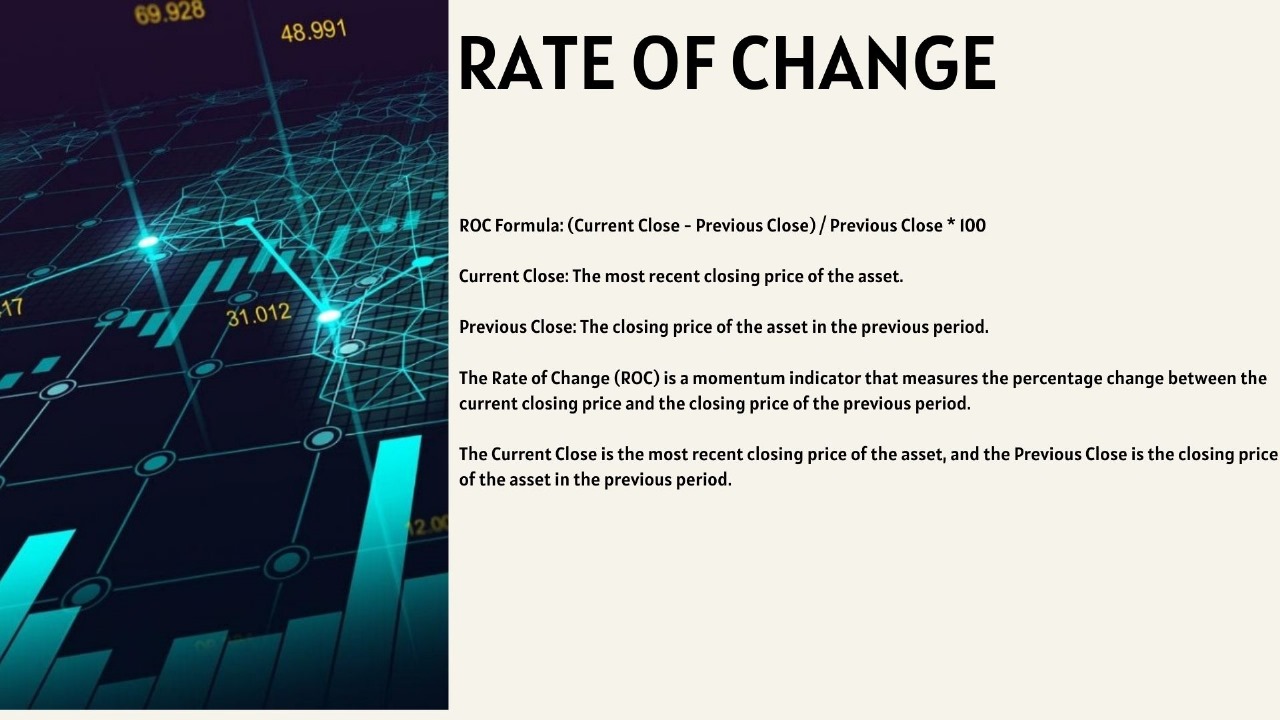 69.928
48.991
RATE OF CHANGE
ROC Formula: (Current Close - Previous Close) / Previous Close * 100
Current Close: The most recent closing price of the asset.
Previous Close: The closing price of the asset in the previous period.
17
31.012
The Rate of Change (ROC) is a momentum indicator that measures the percentage change between the
current closing price and the closing price of the previous period.
The Current Close is the most recent closing price of the asset, and the Previous Close is the closing price
of the asset in the previous period.
12.00